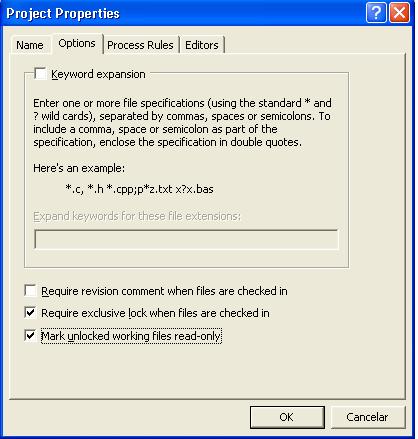 Project Properties
Name Options Process Rules Editors
Keyword expansion
Enter one or more file specifications (using the standard * and
? wild cards), separated by commas, spaces or semicolons. To
include a comma, space or semicolon as part of the
specification, enclose the specification in double quotes.
Here's an example:
*.c, *.h *.cpp;p*z.txt x?x.bas
Expand keywords for these file extensions:
Require revision comment when files are checked in
Require exclusive lock when files are checked in
Mark unlocked working files read-only
OK Cancelar